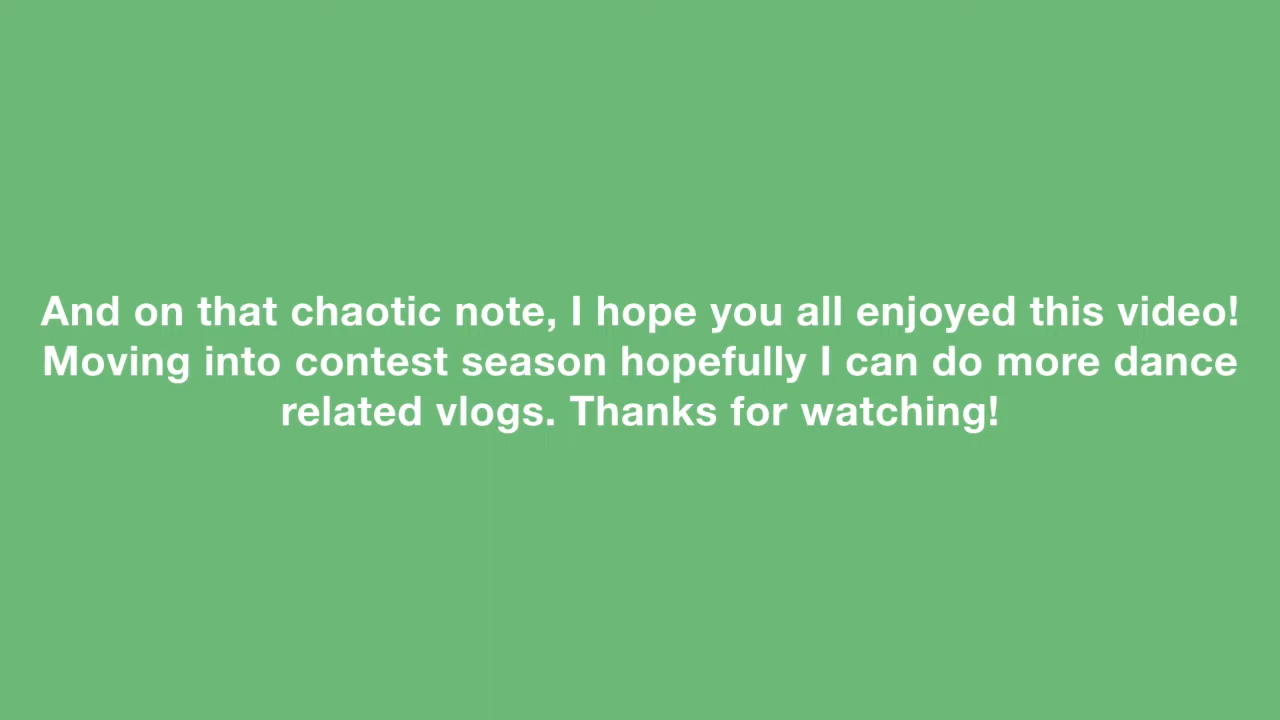 And on that chaotic note, I hope you all enjoyed this video!
Moving into contest season hopefully I can do more dance
related vlogs. Thanks for watching!